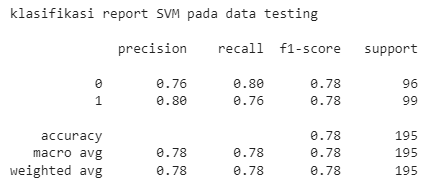 klasifikasi report SVM pada data testing
precision recall f1-score support
0 0.76 0.80 0.78 96
1 0.80 0.76 0.78 99
accuracy 0.78 195
macro avg 0.78 0.78 0.78 195
weighted avg 0.78 0.78 0.78 195